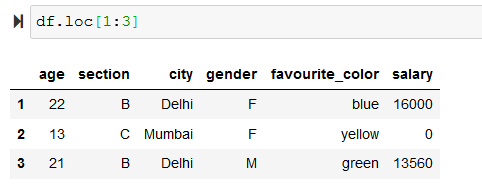 df.loc[1:3]
age section city gender favourite_color salary
1 22 B Delhi F blue 16000
2 13 C Mumbai F yellow 0
3 21 B Delhi M green 13560